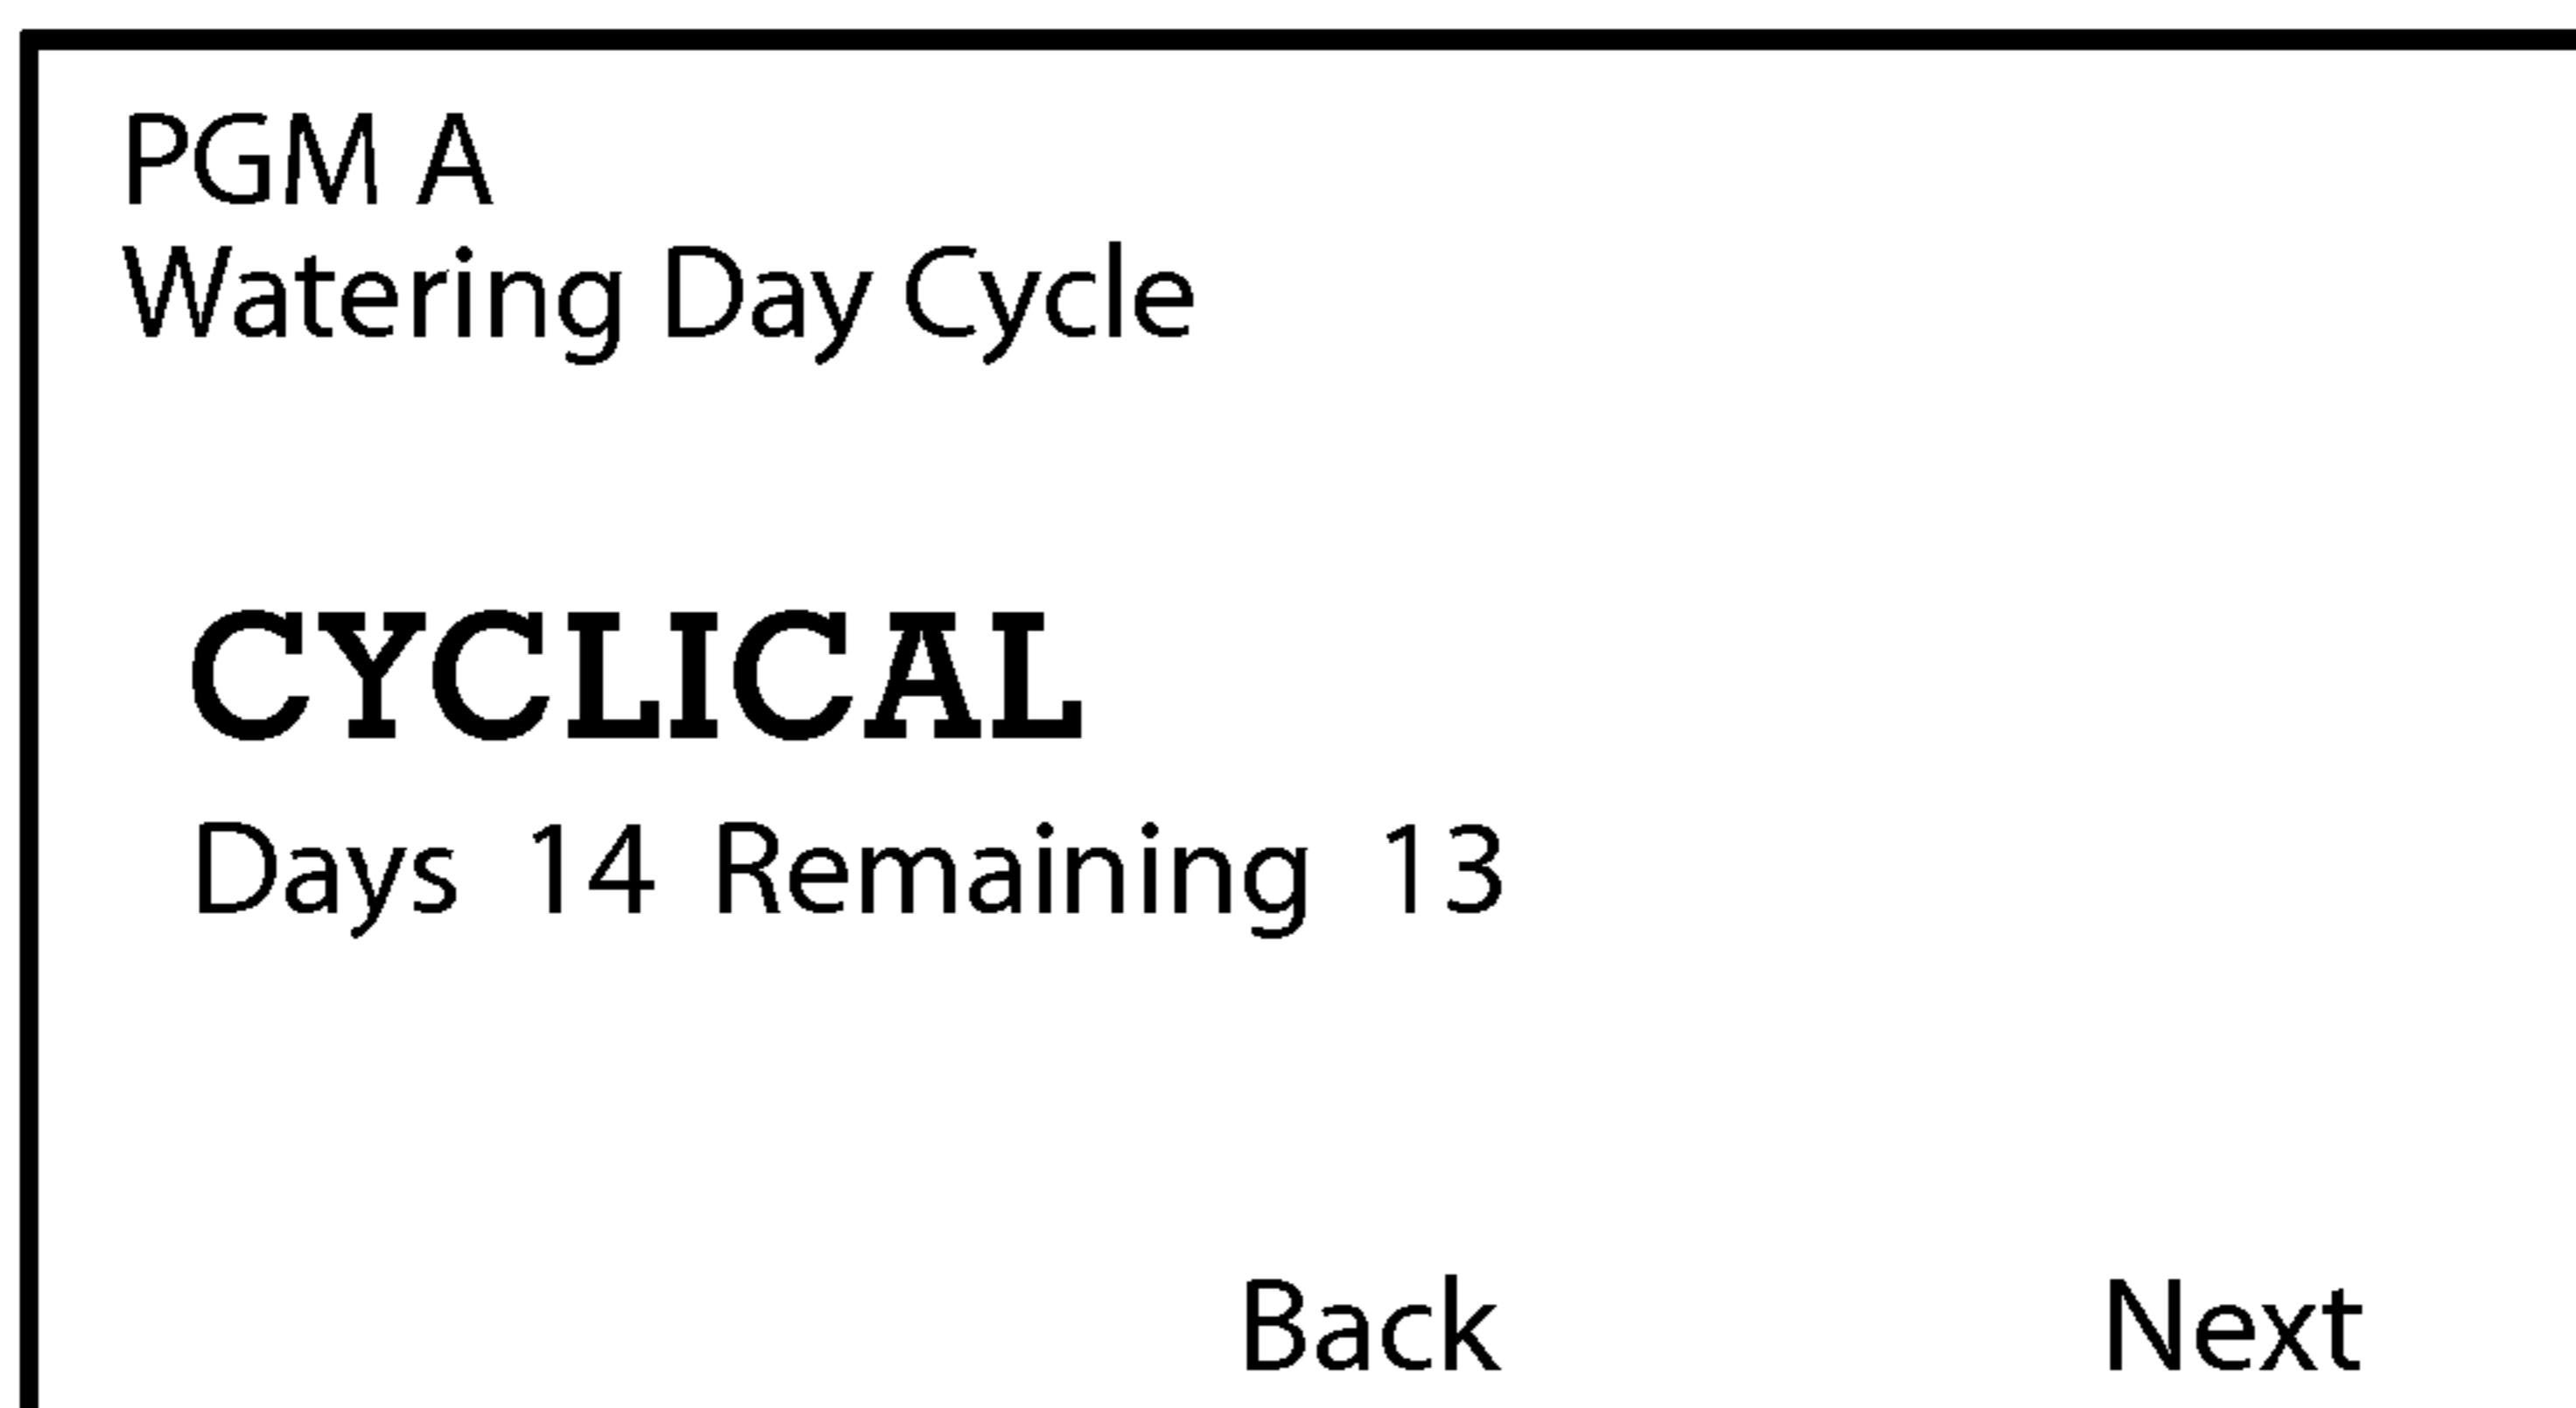 PGM A
Watering Day Cycle
CYCLICAL
Days 14 Remaining 13
Back Next